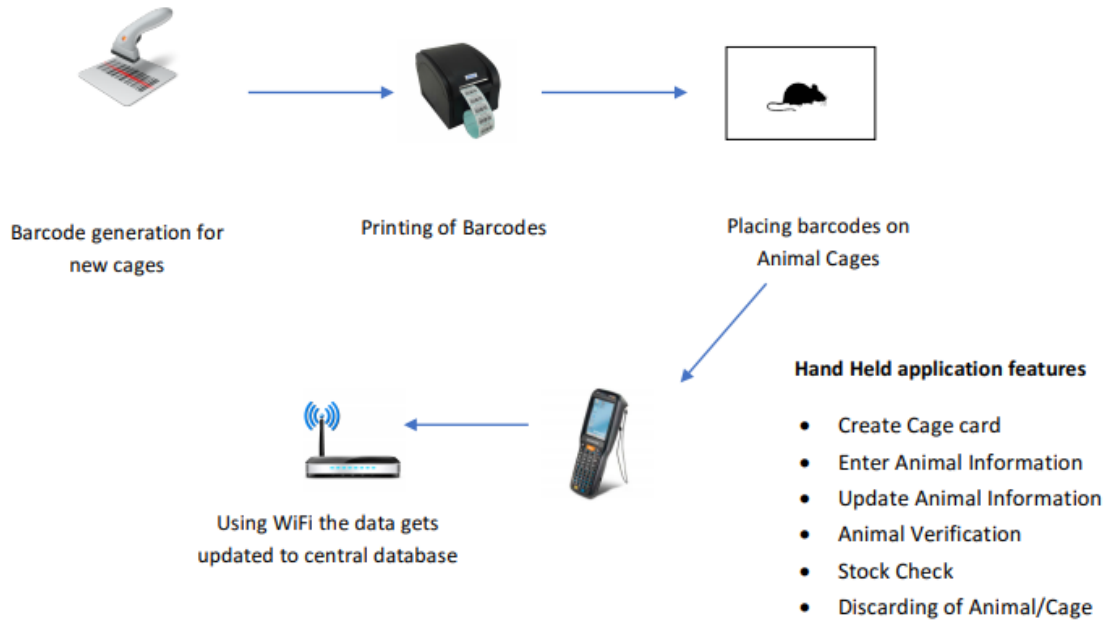 Barcode generation for
new cages
Printing of Barcodes
Placing barcodes on
Animal Cages
Hand Held application features
• Create Cage card
• Enter Animal Information
• Update Animal Information
• Animal Verification
• Stock Check
• Discarding of Animal/Cage
Using WiFi the data gets
updated to central database